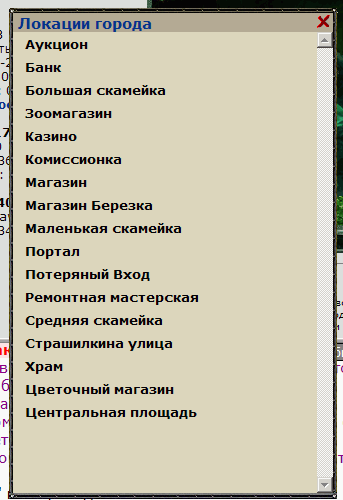 Локации города
Аукцион
Банк
Большая скамейка
Зоомагазин
Казино
Комиссионка
Магазин
Магазин Березка
Маленькая скамейка
Портал
Потеряный Вход
Ремонтная мастерская
Средняя скамейка
Страшилкина улица
Храм
Цветочный магазин
Центральная площадь